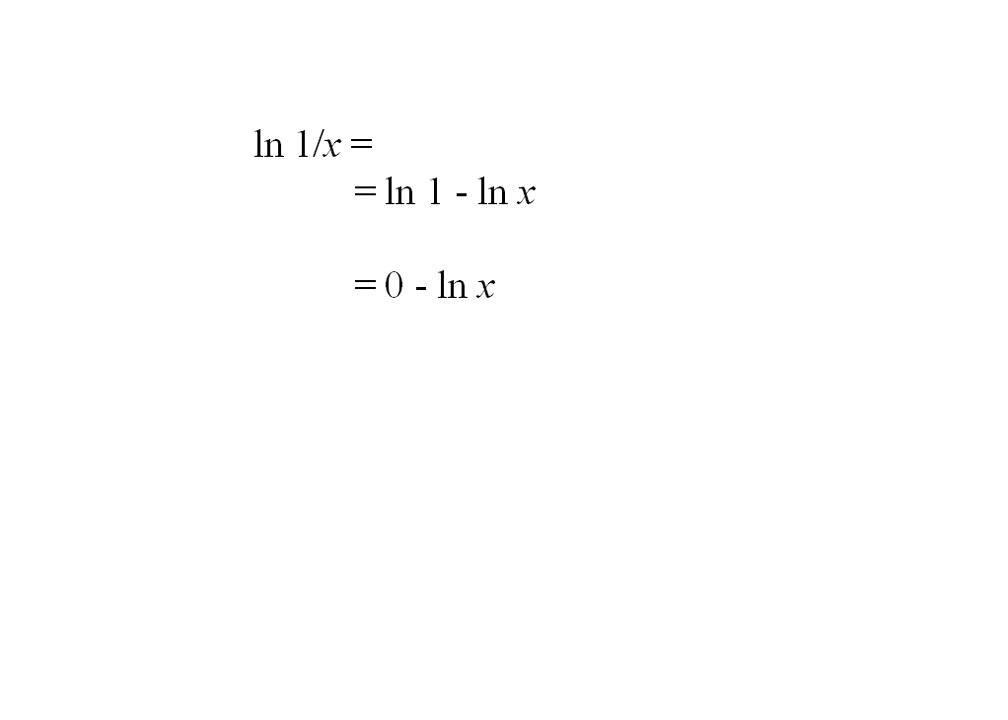 ln 1/x =
= ln 1 - ln x
= 0 - ln x